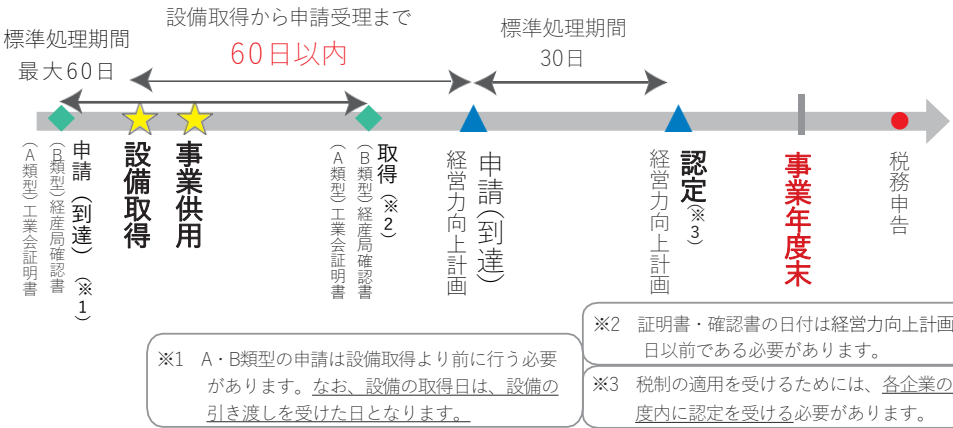 設備取得から申請受理まで
60日以内
標準処理期間
最大60日
標準処理期間
30日
(A類型)工業会証明書
(B類型)経産局確認書
申請(到達)(※1)
設備取得
事業供用
(A類型)工業会証明書
(B類型)経産局確認書
取得(※2)
経営力向上計画
申請(到達)
経営力向上計画
認定(※3)
事業年度末
税務申告
※1 A・B類型の申請は設備取得より前に行う必要
があります。なお、設備の取得日は、設備の
引き渡しを受けた日となります。
※2 証明書・確認書の日付は経営力向上計画
日以前である必要があります。
※3 税制の適用を受けるためには、各企業の
度内に認定を受ける必要があります。